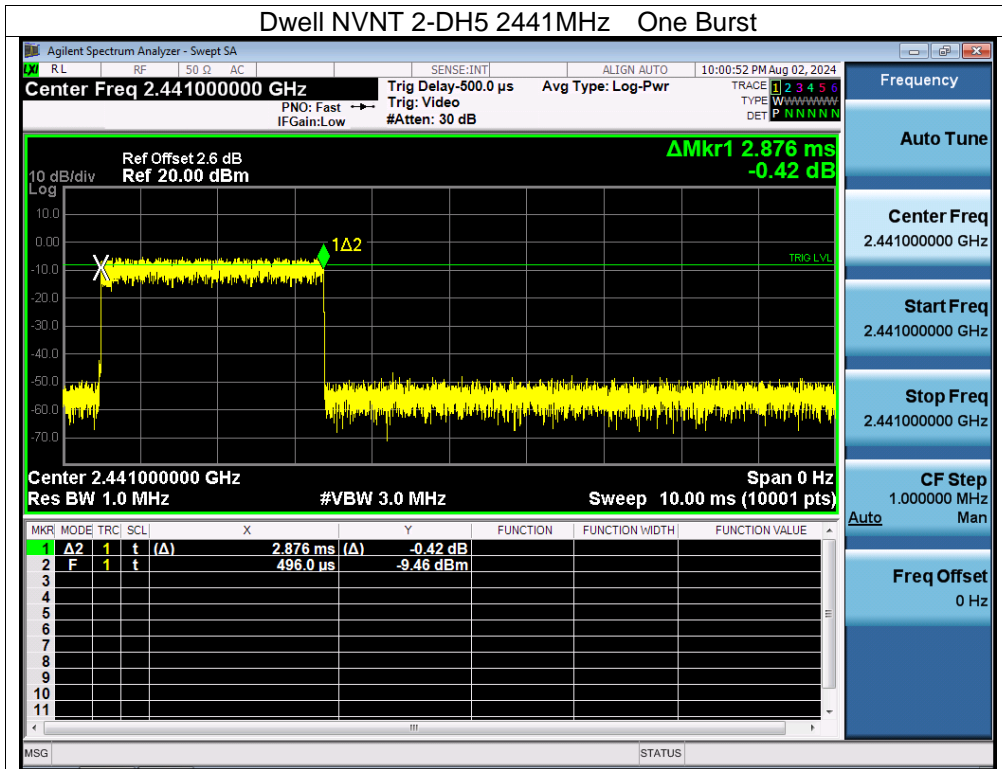 Dwell NVNT 2-DH5 2441MHz One Burst
Agilent Spectrum Analyzer - Swept SA
LXI RL RF 50 Ω AC SENSE:INT ALIGN AUTO 10:00:52 PM Aug 02, 2024
Center Freq 2.441000000 GHz
PNO: Fast
IFGain:Low
Trig Delay-500.0 µs
Trig: Video
#Atten: 30 dB
Avg Type: Log-Pwr
TRACE 1 2 3 4 5 6
TYPE WWWWWW
DET P N N N N N
Frequency
ΔMkr1 2.876 ms
-0.42 dB
Ref Offset 2.6 dB
10 dB/div Ref 20.00 dBm
Log
10.0
0.00
-10.0
-20.0
-30.0
-40.0
-50.0
-60.0
-70.0
X
1Δ2
TRIG LVL
Center 2.441000000 GHz Span 0 Hz
Res BW 1.0 MHz #VBW 3.0 MHz Sweep 10.00 ms (10001 pts)
MKR MODE TRC SCL X Y FUNCTION FUNCTION WIDTH FUNCTION VALUE
1 Δ2 1 t (Δ) 2.876 ms (Δ) -0.42 dB
2 F 1 t 496.0 µs -9.46 dBm
3
4
5
6
7
8
9
10
11
MSG STATUS
Auto Tune
Center Freq
2.441000000 GHz
Start Freq
2.441000000 GHz
Stop Freq
2.441000000 GHz
CF Step
1.000000 MHz
Auto Man
Freq Offset
0 Hz